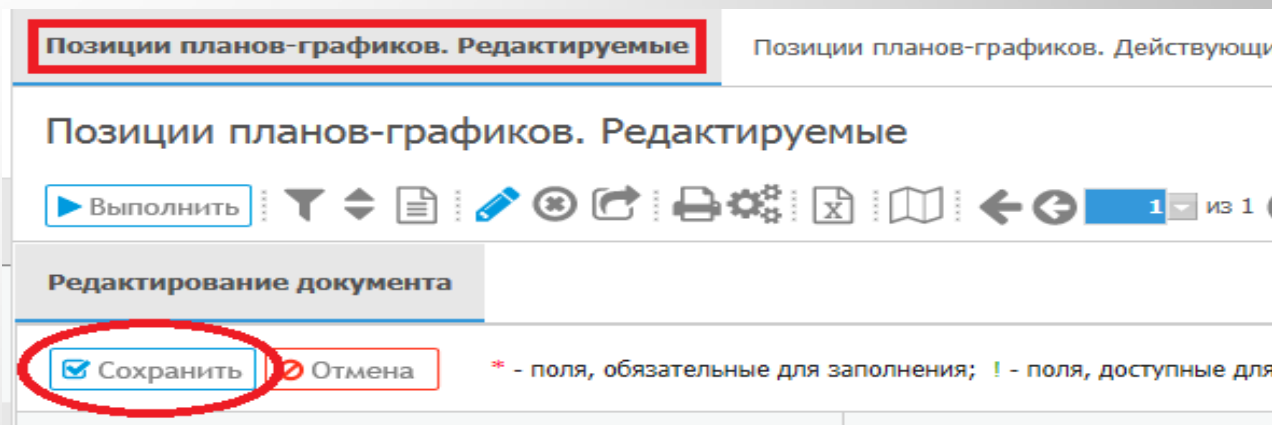 Позиции планов-графиков. Редактируемые Позиции планов-графиков. Действующи
Позиции планов-графиков. Редактируемые
Выполнить X 1 из 1
Редактирование документа
Сохранить Отмена * - поля, обязательные для заполнения; ! - поля, доступные для